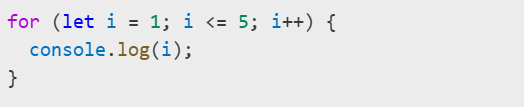 for (let i = 1; i <= 5; i++) {
  console.log(i);
}